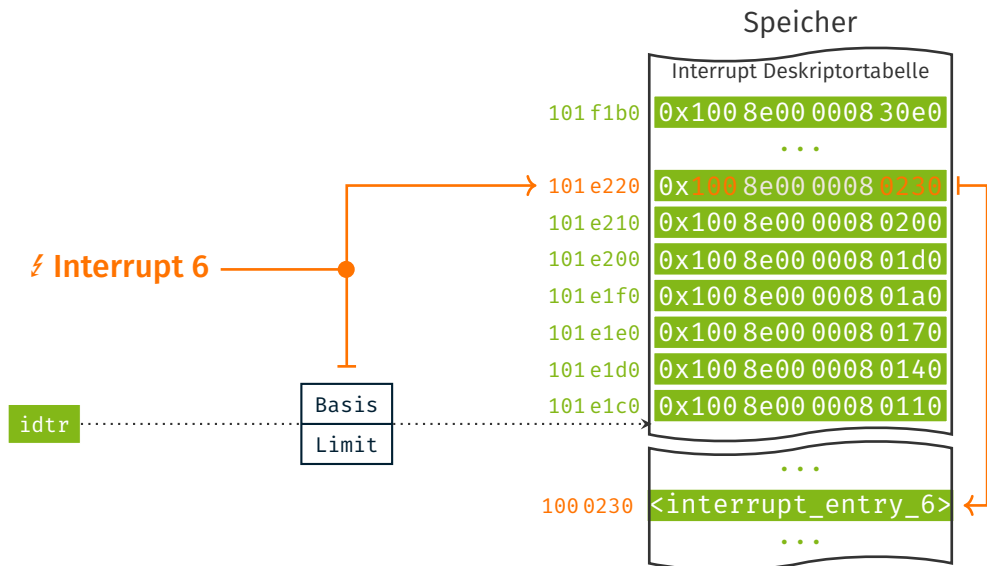 Speicher
Interrupt Deskriptortabelle
101 f1b0 0x100 8e00 0008 30e0
...
101 e220 0x100 8e00 0008 0230
101 e210 0x100 8e00 0008 0200
Interrupt 6
101 e200 0x100 8e00 0008 01d0
101 e1f0 0x100 8e00 0008 01a0
101 e1e0 0x100 8e00 0008 0170
101 e1d0 0x100 8e00 0008 0140
101 e1c0 0x100 8e00 0008 0110
Basis
idtr
Limit
...
100 0230 <interrupt_entry_6>
...